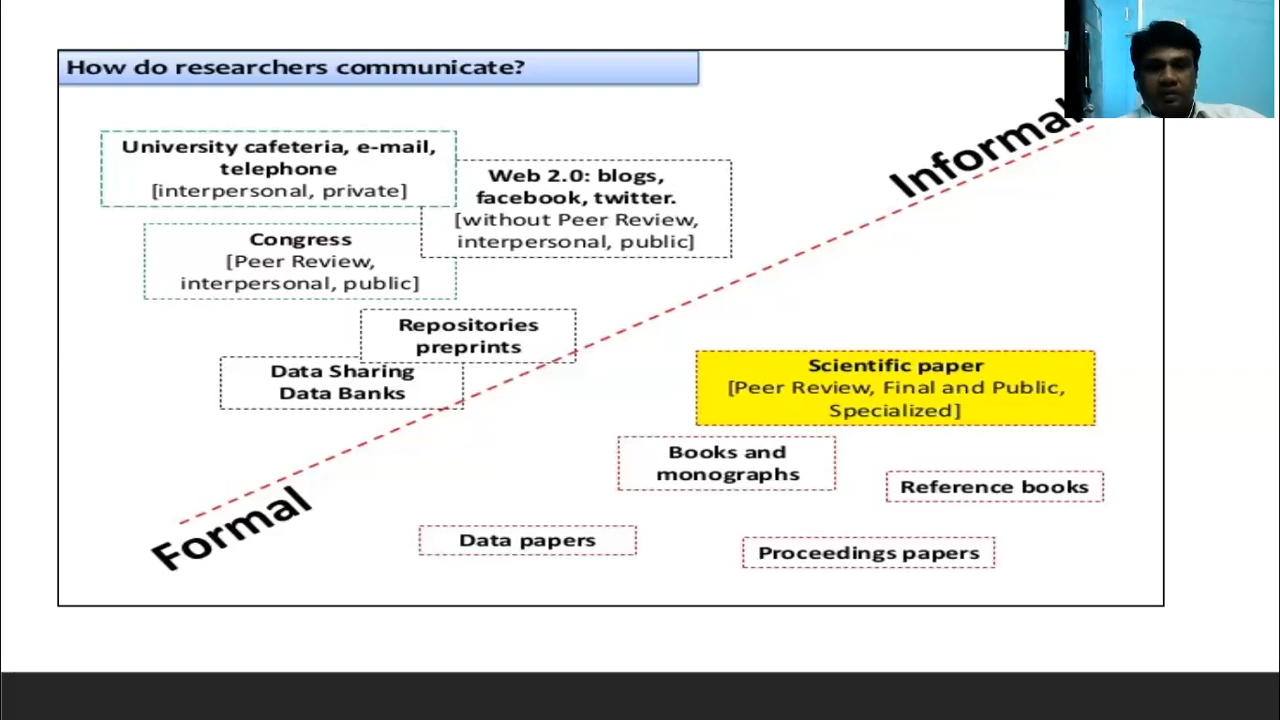 How do researchers communicate?
Informal
University cafeteria, e-mail,
telephone
[interpersonal, private]
Web 2.0: blogs,
facebook, twitter.
[without Peer Review,
interpersonal, public]
Congress
[Peer Review,
interpersonal, public]
Repositories
preprints
Data Sharing
Data Banks
Scientific paper
[Peer Review, Final and Public,
Specialized]
Books and
monographs
Reference books
Formal
Data papers
Proceedings papers